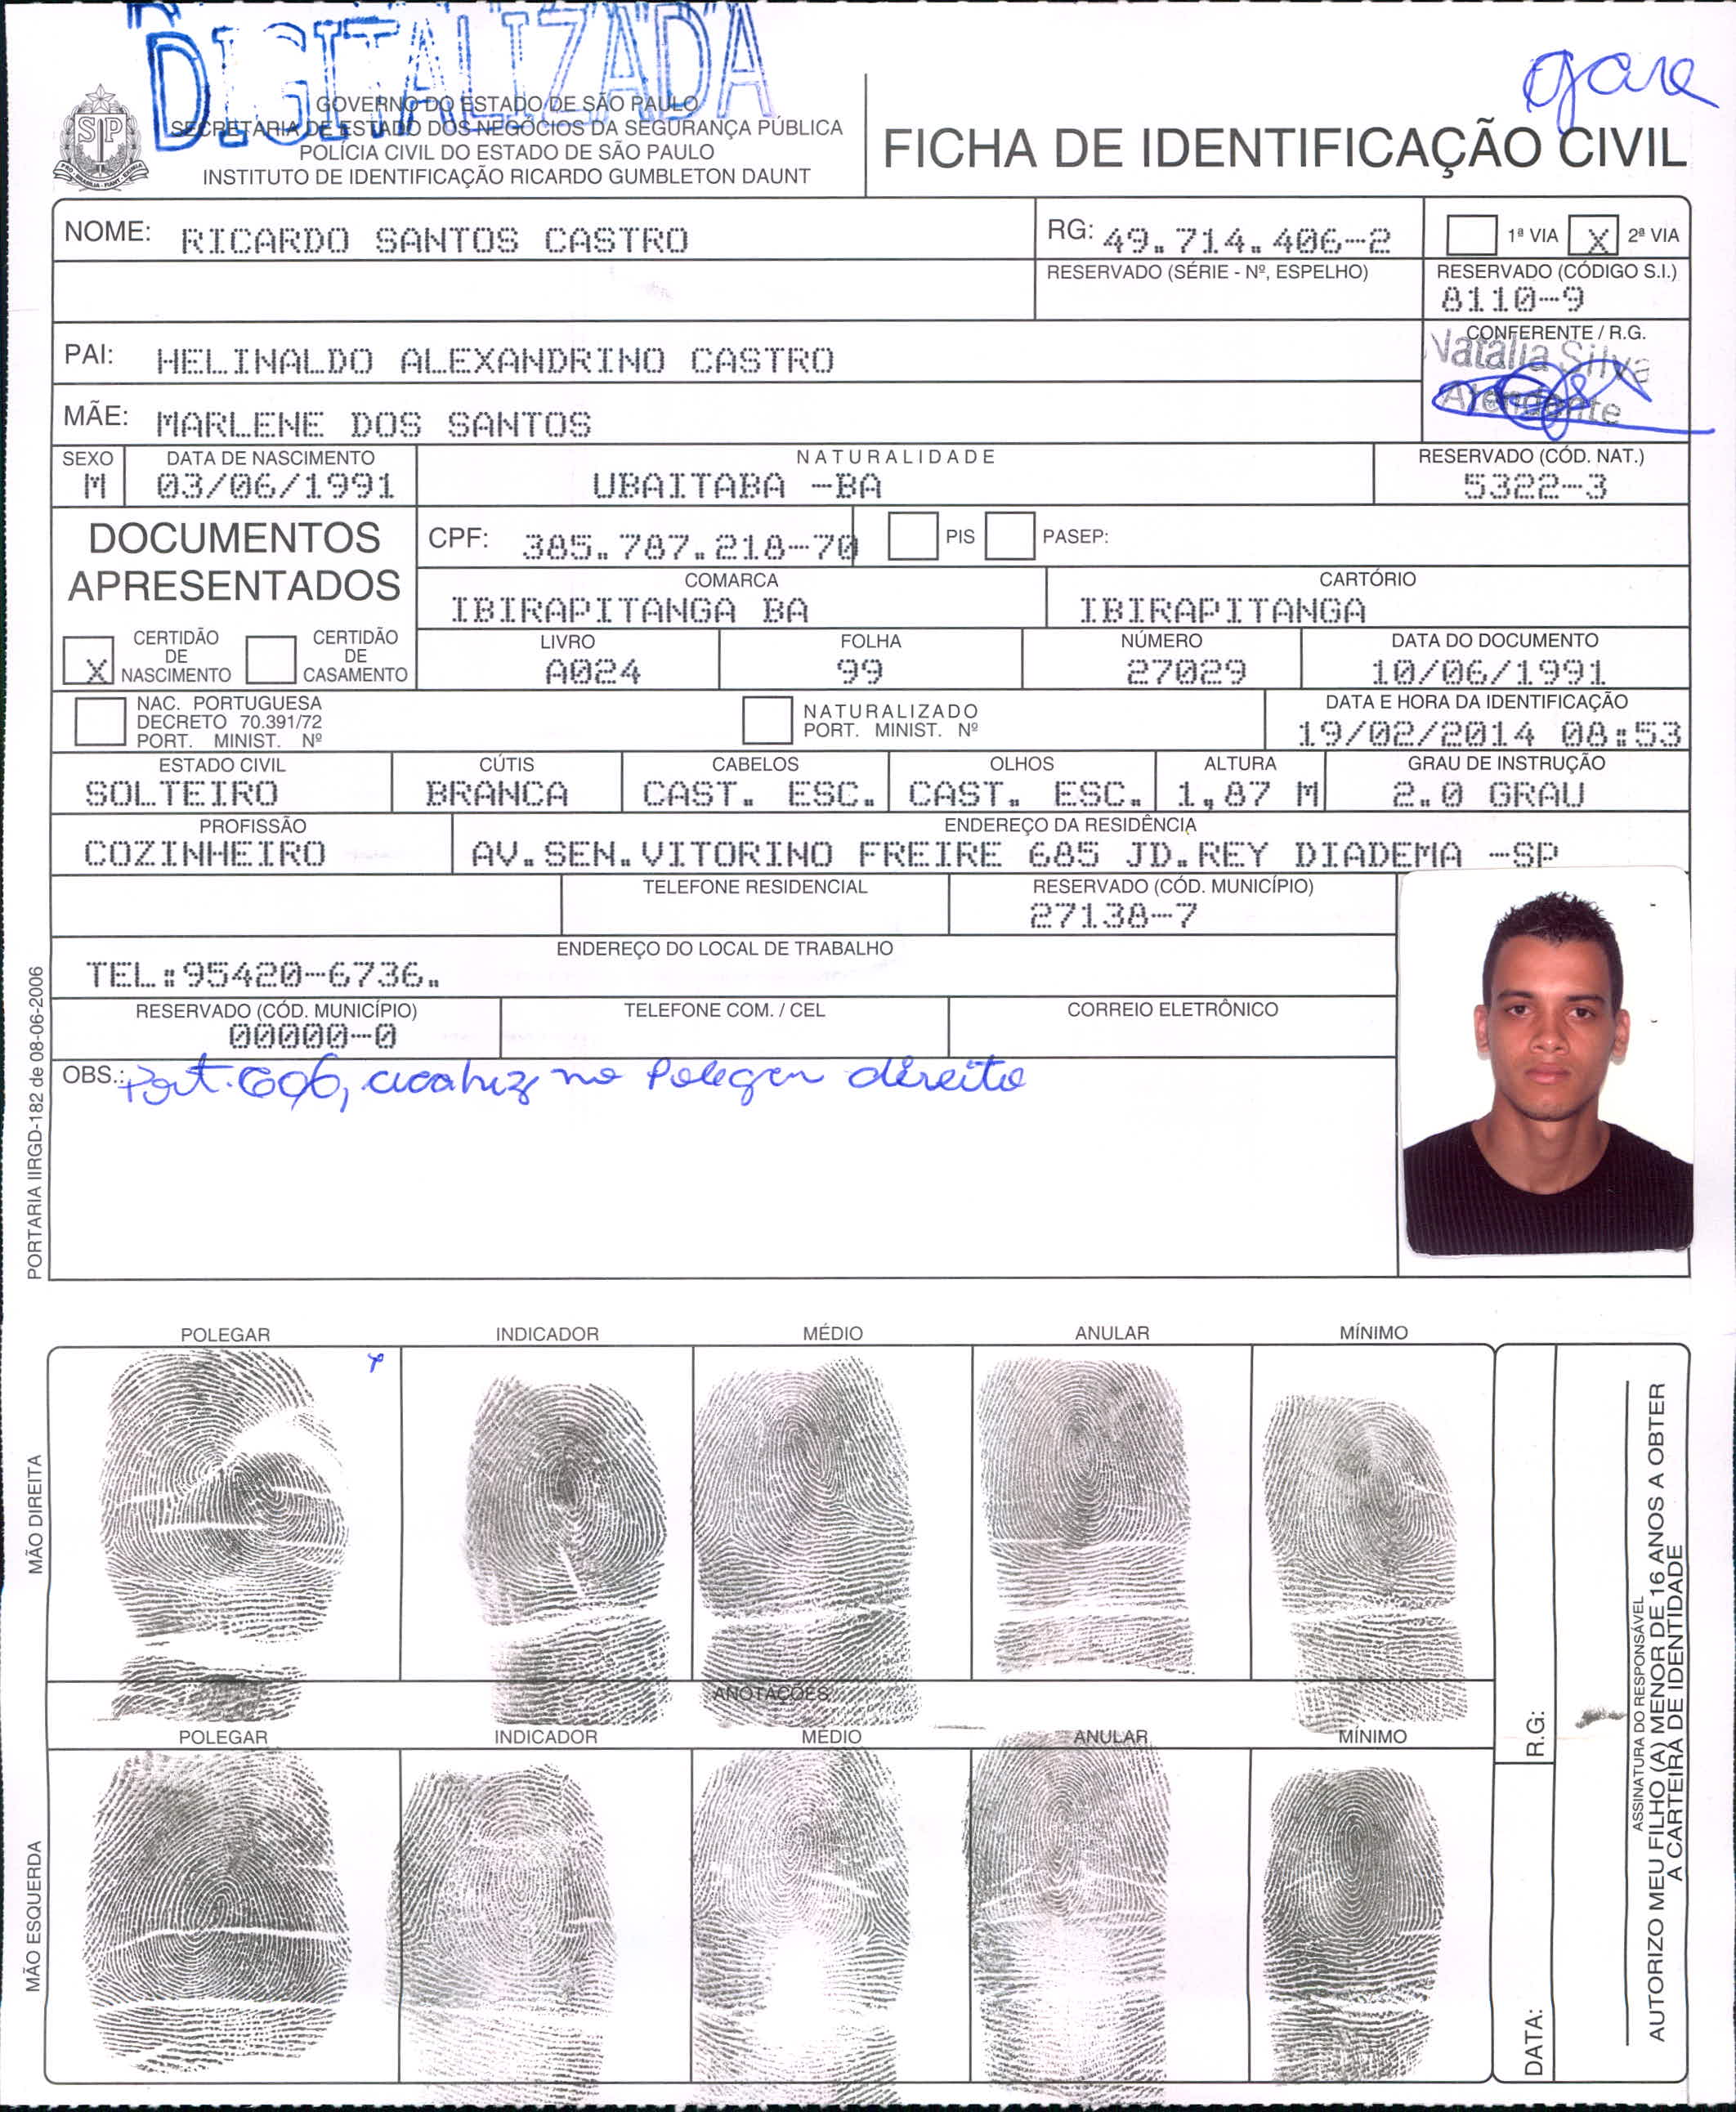 DIGITALIZADA
gare
GOVERNO DO ESTADO DE SÃO PAULO
SECRETARIA DE ESTADO DOS NEGÓCIOS DA SEGURANÇA PÚBLICA
POLÍCIA CIVIL DO ESTADO DE SÃO PAULO
INSTITUTO DE IDENTIFICAÇÃO RICARDO GUMBLETON DAUNT
FICHA DE IDENTIFICAÇÃO CIVIL
NOME: RICARDO SANTOS CASTRO
RG: 49.714.406-2
1ª VIA X 2ª VIA
RESERVADO (SÉRIE - Nº, ESPELHO)
RESERVADO (CÓDIGO S.I.)
8110-9
PAI: HELINALDO ALEXANDRINO CASTRO
CONFERENTE / R.G.
Natália Silva
Atendente
MÃE: MARLENE DOS SANTOS
SEXO DATA DE NASCIMENTO NATURALIDADE RESERVADO (CÓD. NAT.)
M 03/06/1991 UBAITABA -BA 5322-3
DOCUMENTOS
APRESENTADOS
CPF: 385.787.218-70 PIS PASEP:
COMARCA CARTÓRIO
IBIRAPITANGA BA IBIRAPITANGA
X CERTIDÃO DE NASCIMENTO
CERTIDÃO DE CASAMENTO
LIVRO FOLHA NÚMERO DATA DO DOCUMENTO
A024 99 27029 10/06/1991
NAC. PORTUGUESA
DECRETO 70.391/72
PORT. MINIST. Nº
NATURALIZADO
PORT. MINIST. Nº
DATA E HORA DA IDENTIFICAÇÃO
19/02/2014 08:53
ESTADO CIVIL CÚTIS CABELOS OLHOS ALTURA GRAU DE INSTRUÇÃO
SOLTEIRO BRANCA CAST. ESC. CAST. ESC. 1,87 M 2.0 GRAU
PROFISSÃO ENDEREÇO DA RESIDÊNCIA
COZINHEIRO AV.SEN.VITORINO FREIRE 685 JD.REY DIADEMA -SP
TELEFONE RESIDENCIAL RESERVADO (CÓD. MUNICÍPIO)
27138-7
ENDEREÇO DO LOCAL DE TRABALHO
TEL:95420-6736.
RESERVADO (CÓD. MUNICÍPIO) TELEFONE COM. / CEL CORREIO ELETRÔNICO
00000-0
OBS.: Port. 606, cicatriz no Polegar direito
PORTARIA IIRGD-182 de 08-06-2006
POLEGAR INDICADOR MÉDIO ANULAR MÍNIMO
MÃO DIREITA
ANOTAÇÕES:
POLEGAR INDICADOR MÉDIO ANULAR MÍNIMO
MÃO ESQUERDA
R.G:
DATA:
ASSINATURA DO RESPONSÁVEL
AUTORIZO MEU FILHO (A) MENOR DE 16 ANOS A OBTER
A CARTEIRA DE IDENTIDADE